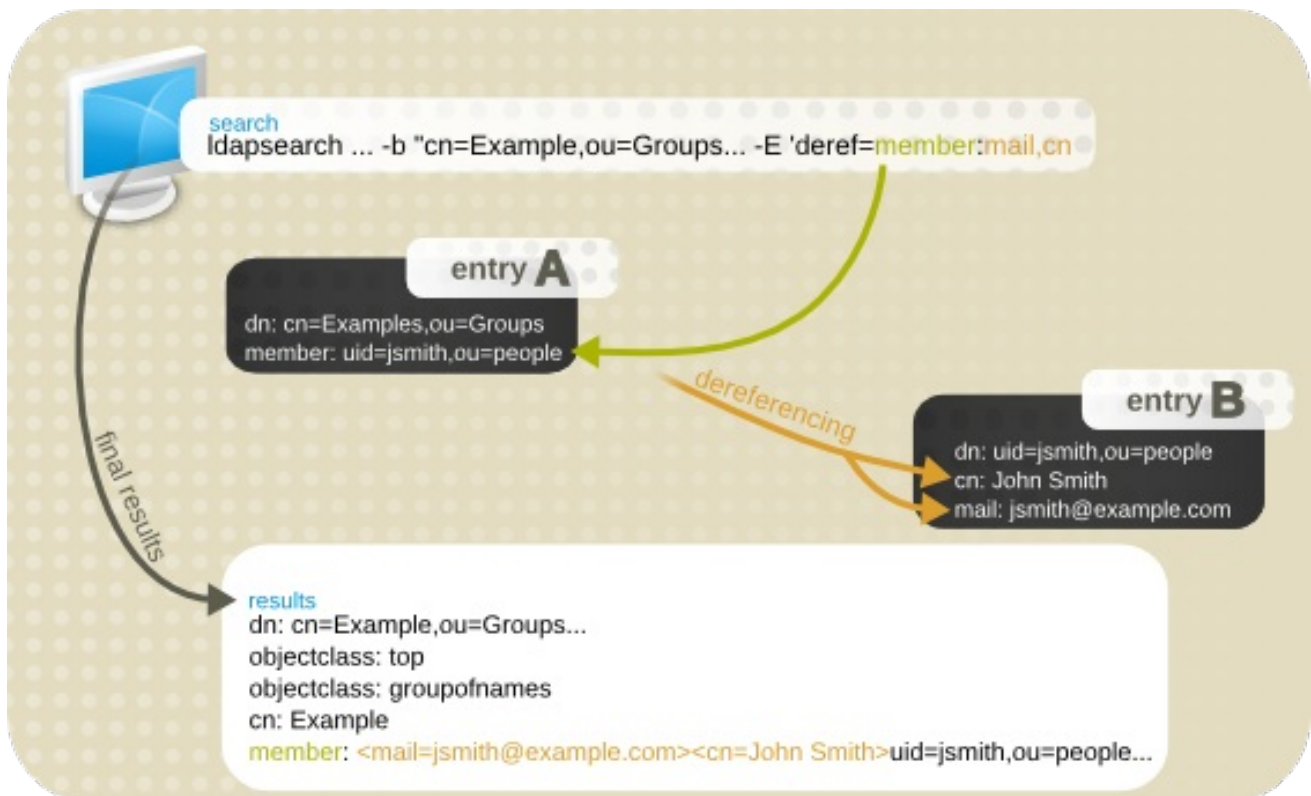 search
ldapsearch ... -b "cn=Example,ou=Groups... -E 'deref=member:mail,cn
entry A
dn: cn=Examples,ou=Groups
member: uid=jsmith,ou=people
dereferencing
entry B
dn: uid=jsmith,ou=people
cn: John Smith
mail: jsmith@example.com
final results
results
dn: cn=Example,ou=Groups...
objectclass: top
objectclass: groupofnames
cn: Example
member: <mail=jsmith@example.com><cn=John Smith>uid=jsmith,ou=people...